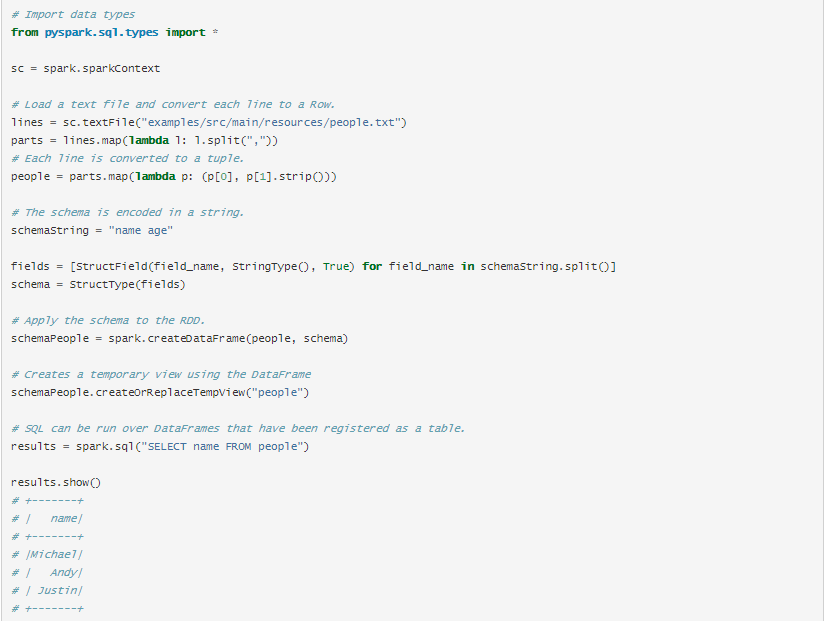 # Import data types
from pyspark.sql.types import *
sc = spark.sparkContext
# Load a text file and convert each line to a Row.
lines = sc.textFile("examples/src/main/resources/people.txt")
parts = lines.map(lambda l: l.split(","))
# Each line is converted to a tuple.
people = parts.map(lambda p: (p[0], p[1].strip()))
# The schema is encoded in a string.
schemaString = "name age"
fields = [StructField(field_name, StringType(), True) for field_name in schemaString.split()]
schema = StructType(fields)
# Apply the schema to the RDD.
schemaPeople = spark.createDataFrame(people, schema)
# Creates a temporary view using the DataFrame
schemaPeople.createOrReplaceTempView("people")
# SQL can be run over DataFrames that have been registered as a table.
results = spark.sql("SELECT name FROM people")
results.show()
# +-------+
# |   name|
# +-------+
# |Michael|
# |   Andy|
# | Justin|
# +-------+